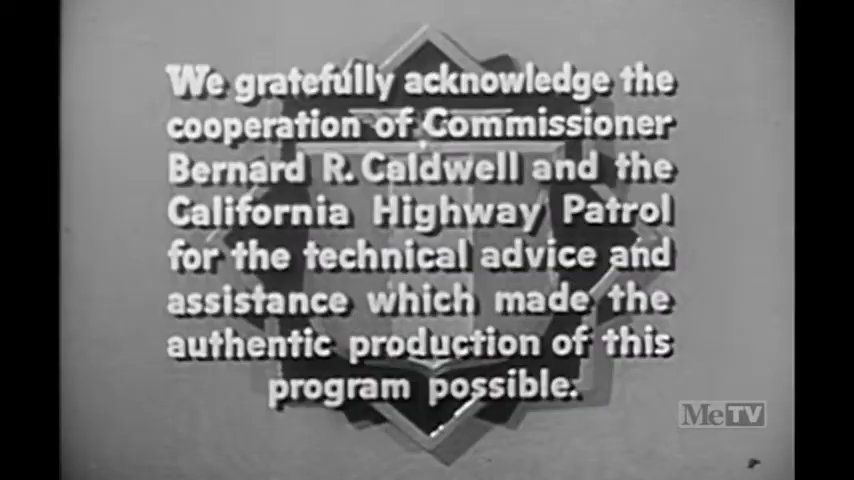 We gratefully acknowledge the
cooperation of Commissioner
Bernard R. Caldwell and the
California Highway Patrol
for the technical advice and
assistance which made the
authentic production of this
program possible.
MeTV